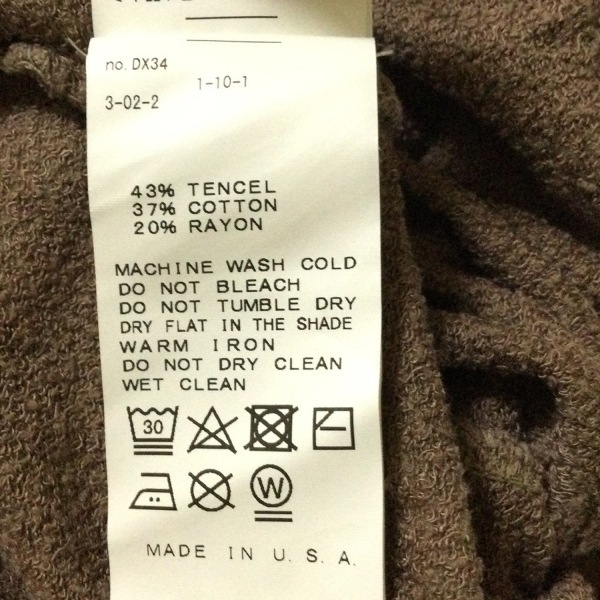 no. DX34
1-10-1
3-02-2
43% TENCEL
37% COTTON
20% RAYON
MACHINE WASH COLD
DO NOT BLEACH
DO NOT TUMBLE DRY
DRY FLAT IN THE SHADE
WARM IRON
DO NOT DRY CLEAN
WET CLEAN
30
W
MADE IN U.S.A.